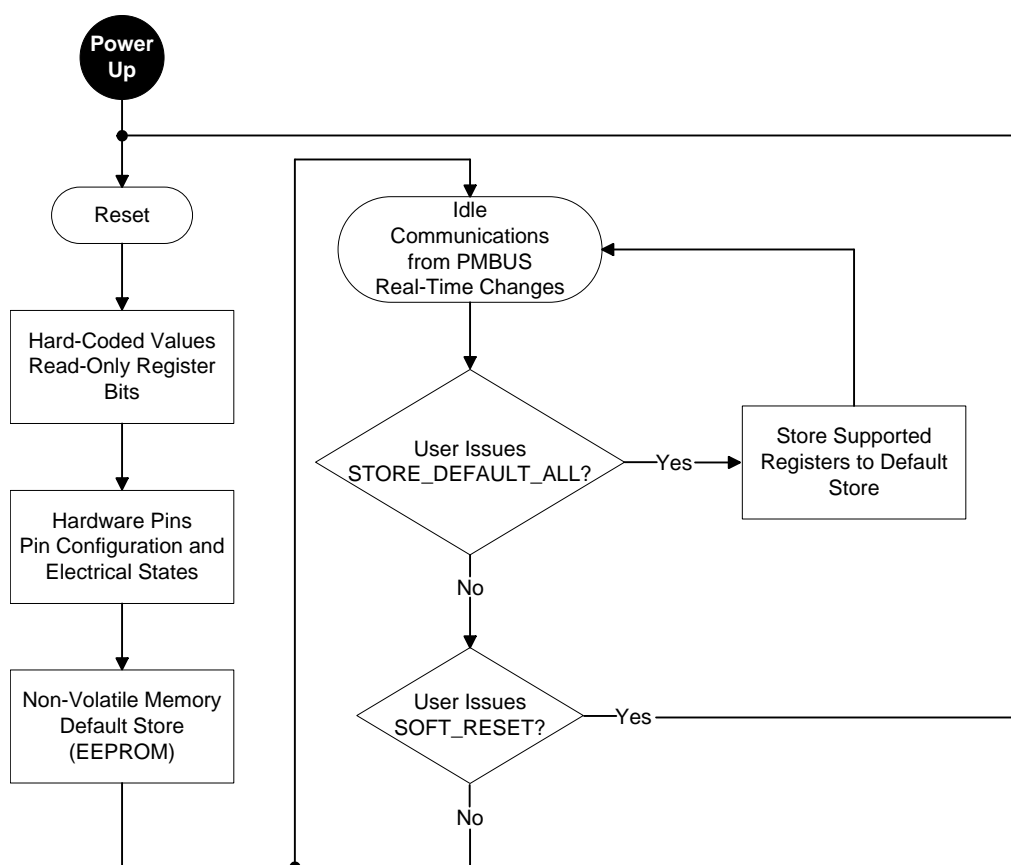 Power
Up
Reset
Hard-Coded Values
Read-Only Register
Bits
Hardware Pins
Pin Configuration and
Electrical States
Non-Volatile Memory
Default Store
(EEPROM)
Idle
Communications
from PMBUS
Real-Time Changes
User Issues
STORE_DEFAULT_ALL?
Yes
Store Supported
Registers to Default
Store
No
User Issues
SOFT_RESET?
Yes
No